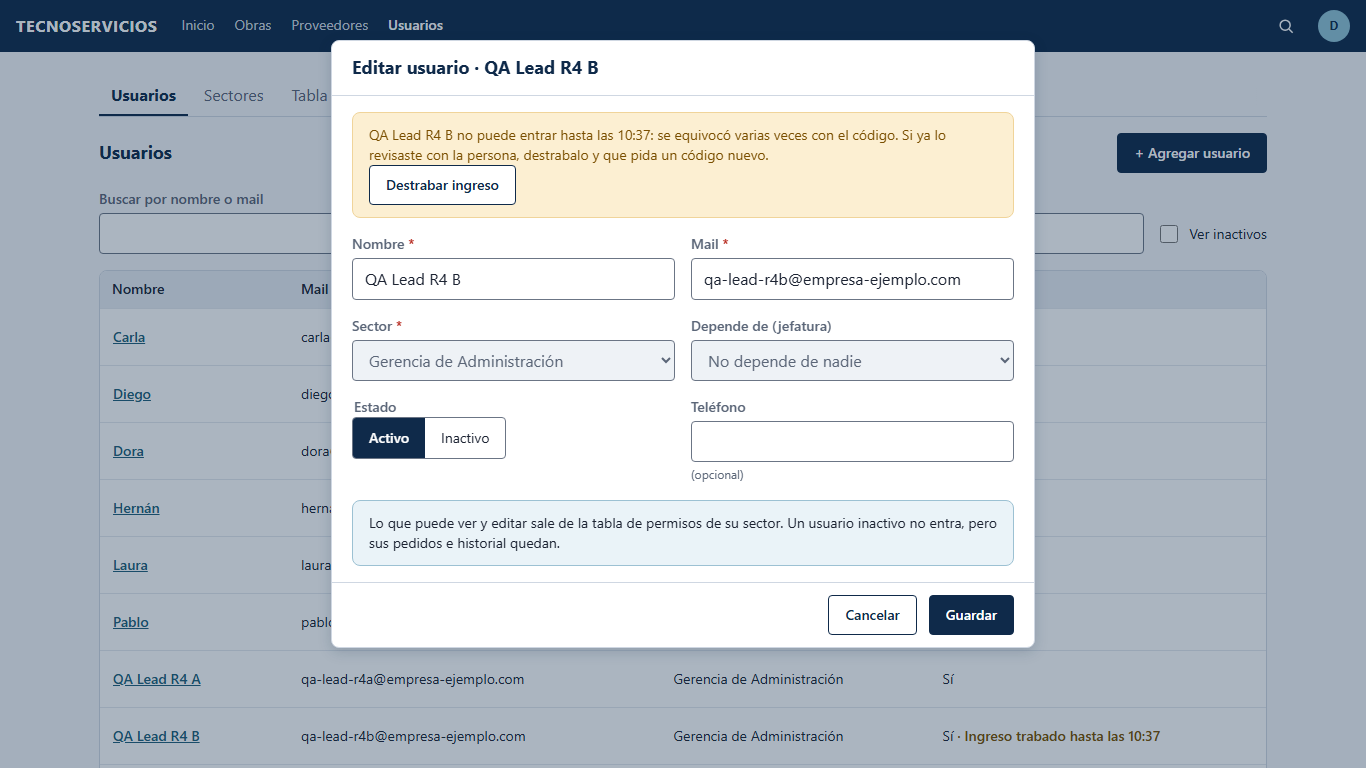 TECNOSERVICIOS Inicio Obras Proveedores Usuarios D
Usuarios Sectores Tabla
Usuarios
+ Agregar usuario
Buscar por nombre o mail
Ver inactivos
Nombre Mail
Carla carla
Diego
Dora
Hernán
Laura laura
Pablo
QA Lead R4 A qa-lead-r4a@empresa-ejemplo.com Gerencia de Administración Sí
QA Lead R4 B qa-lead-r4b@empresa-ejemplo.com Gerencia de Administración Sí · Ingreso trabado hasta las 10:37
Editar usuario · QA Lead R4 B
QA Lead R4 B no puede entrar hasta las 10:37: se equivocó varias veces con el código. Si ya lo
revisaste con la persona, destrabalo y que pida un código nuevo.
Destrabar ingreso
Nombre * Mail *
QA Lead R4 B qa-lead-r4b@empresa-ejemplo.com
Sector * Depende de (jefatura)
Gerencia de Administración No depende de nadie
Estado Teléfono
Activo Inactivo
(opcional)
Lo que puede ver y editar sale de la tabla de permisos de su sector. Un usuario inactivo no entra, pero
sus pedidos e historial quedan.
Cancelar Guardar